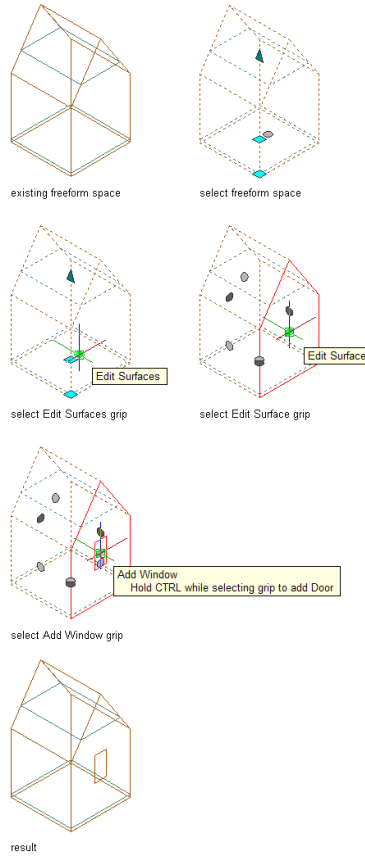 existing freeform space
select freeform space
Edit Surfaces
select Edit Surfaces grip
Edit Surface
select Edit Surface grip
Add Window
Hold CTRL while selecting grip to add Door
select Add Window grip
result